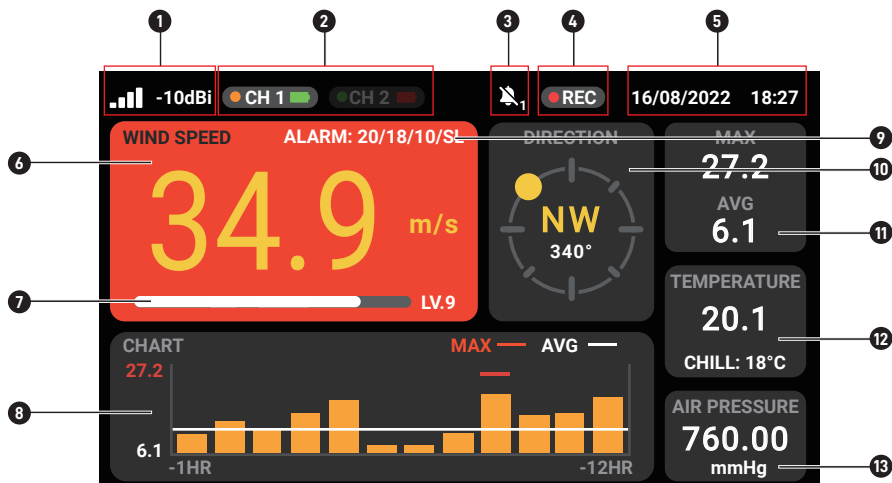 1 2 3 4 5
-10dBi CH 1 CH 2 1 REC 16/08/2022 18:27
WIND SPEED ALARM: 20/18/10/SL 9
6
34.9 m/s
7 LV.9
DIRECTION
10
NW
340°
MAX
27.2
AVG
6.1 11
TEMPERATURE
20.1
12
CHILL: 18°C
CHART MAX AVG
27.2
8
6.1
-1HR -12HR
AIR PRESSURE
760.00
mmHg 13